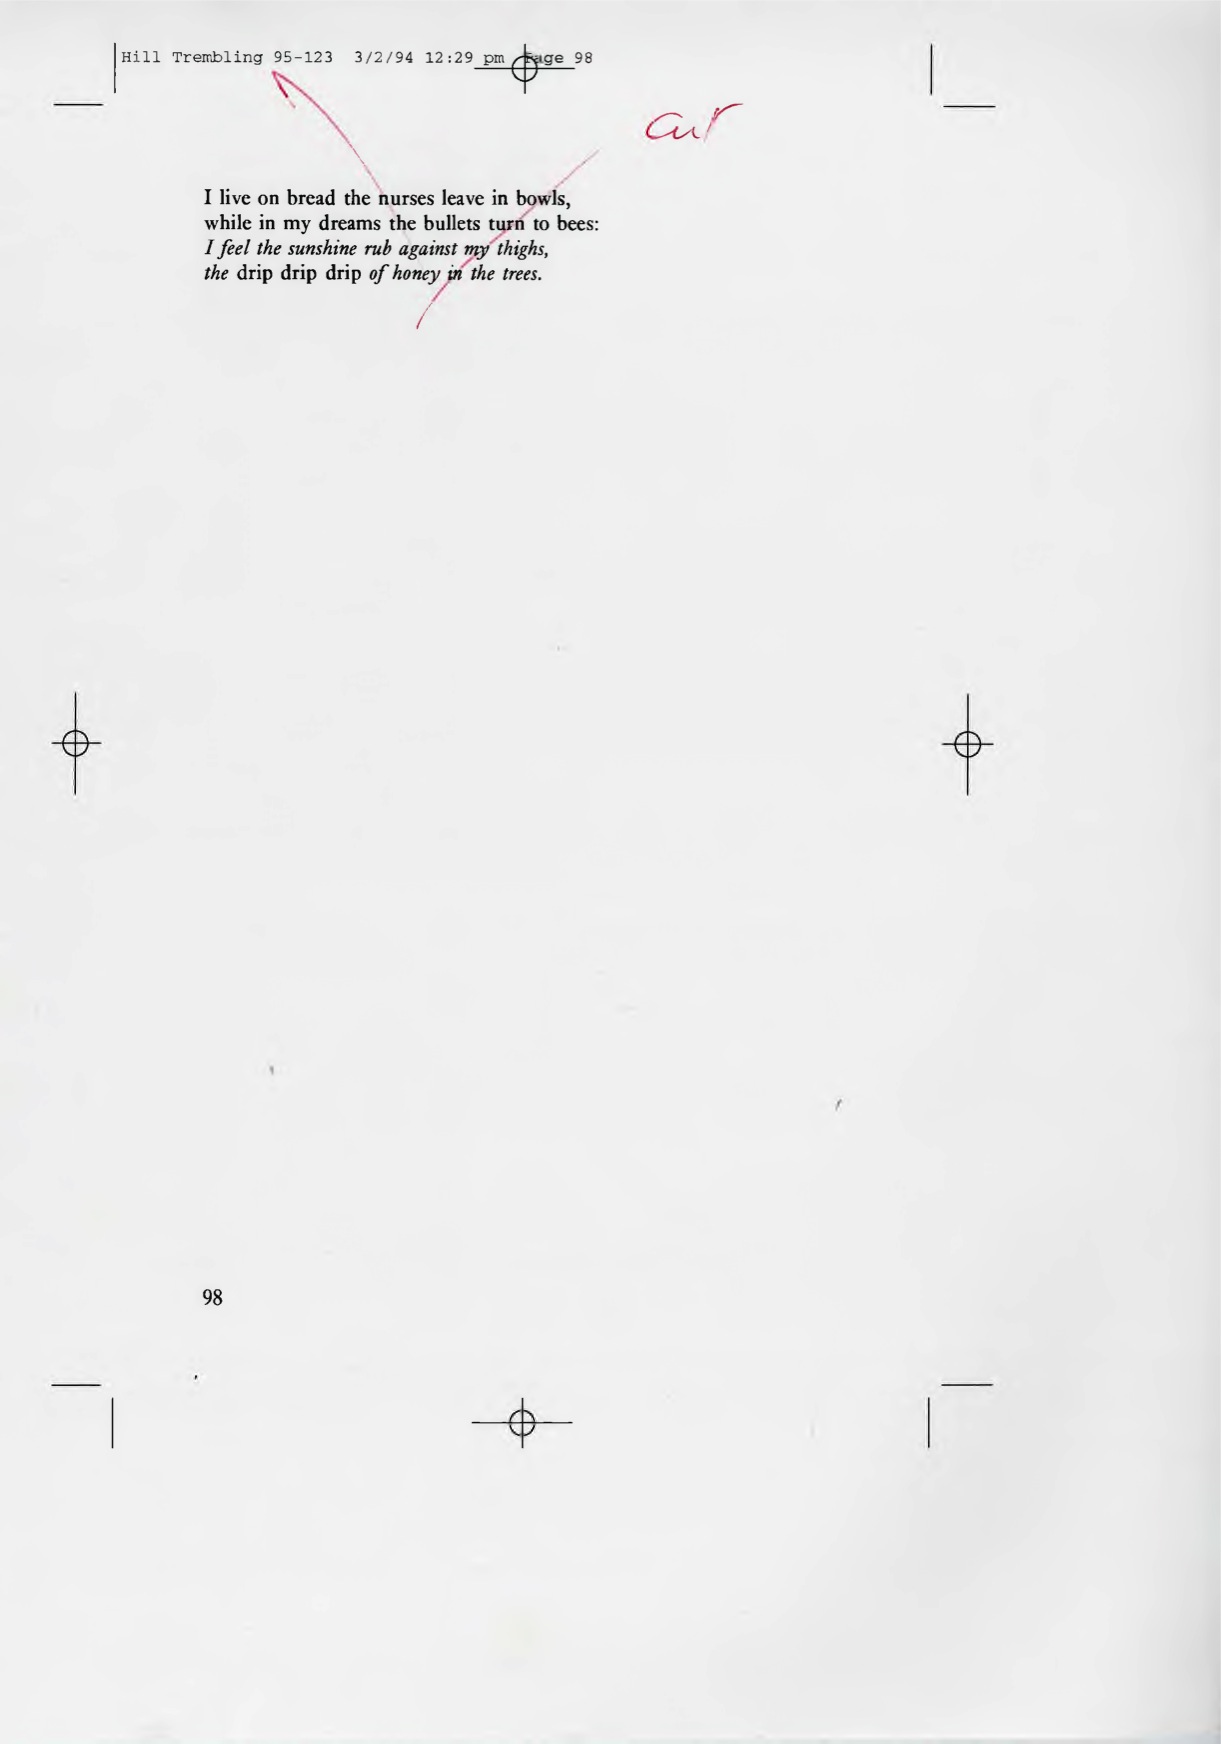 Hill Trembling 95-123 3/2/94 12:29 pm Page 98
cut
I live on bread the nurses leave in bowls,
while in my dreams the bullets turn to bees:
I feel the sunshine rub against my thighs,
the drip drip drip of honey in the trees.
98